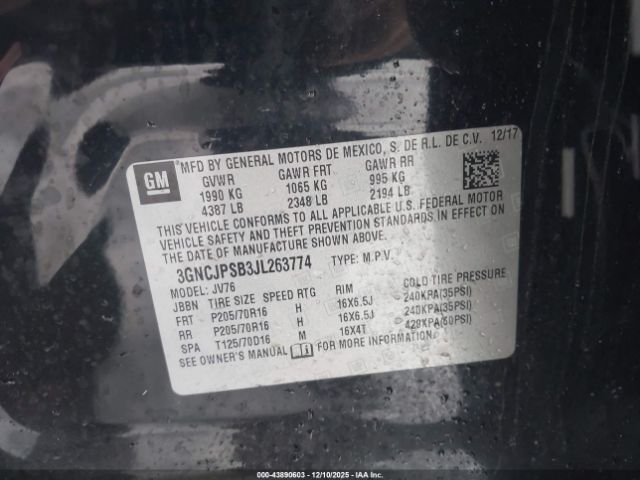 MFD BY GENERAL MOTORS DE MEXICO, S. DE R.L. DE C.V. 12/17
GM
GVWR GAWR FRT GAWR RR
1990 KG 1065 KG 995 KG
4387 LB 2348 LB 2194 LB
THIS VEHICLE CONFORMS TO ALL APPLICABLE U.S. FEDERAL MOTOR
VEHICLE SAFETY AND THEFT PREVENTION STANDARDS IN EFFECT ON
THE DATE OF MANUFACTURE SHOWN ABOVE.
3GNCJPSB3JL263774 TYPE: M.P.V.
MODEL: JV76
JBBN TIRE SIZE SPEED RTG RIM COLD TIRE PRESSURE
FRT P205/70R16 H 16X6.5J 240KPA(35PSI)
RR P205/70R16 H 16X6.5J 240KPA(35PSI)
SPA T125/70D16 M 16X4T 420KPA(60PSI)
SEE OWNER'S MANUAL FOR MORE INFORMATION.
IAA - 43890603 - 12/10/2025 - IAAI.COM